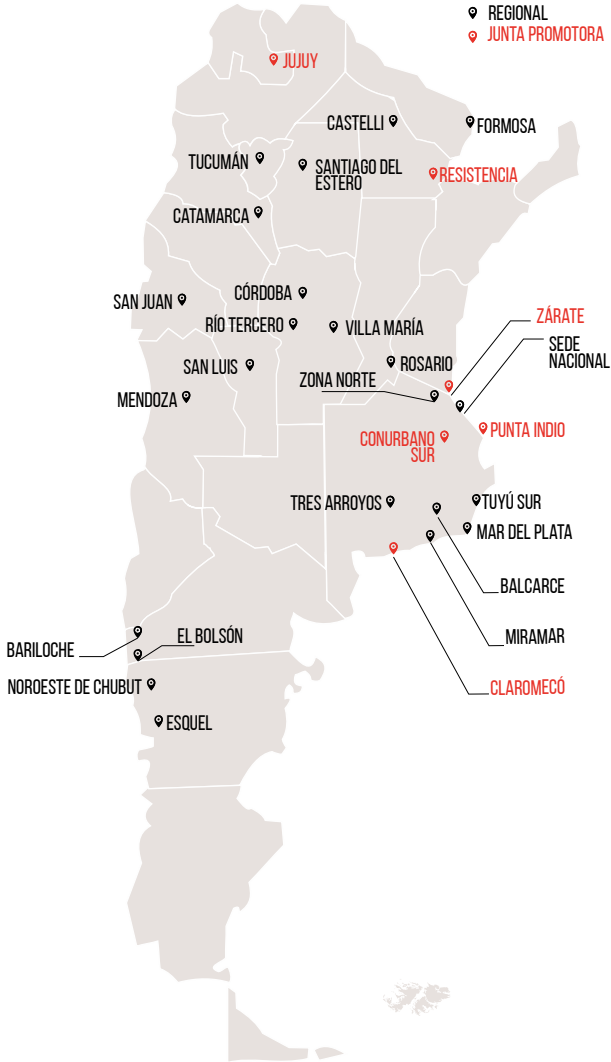 REGIONAL
JUNTA PROMOTORA
JUJUY
CASTELLI
FORMOSA
TUCUMÁN
SANTIAGO DEL
ESTERO
RESISTENCIA
CATAMARCA
SAN JUAN
CÓRDOBA
RÍO TERCERO
VILLA MARÍA
ZÁRATE
SEDE
NACIONAL
SAN LUIS
ROSARIO
ZONA NORTE
MENDOZA
PUNTA INDIO
CONURBANO
SUR
TRES ARROYOS
TUYÚ SUR
MAR DEL PLATA
BALCARCE
MIRAMAR
BARILOCHE
EL BOLSÓN
NOROESTE DE CHUBUT
CLAROMECÓ
ESQUEL